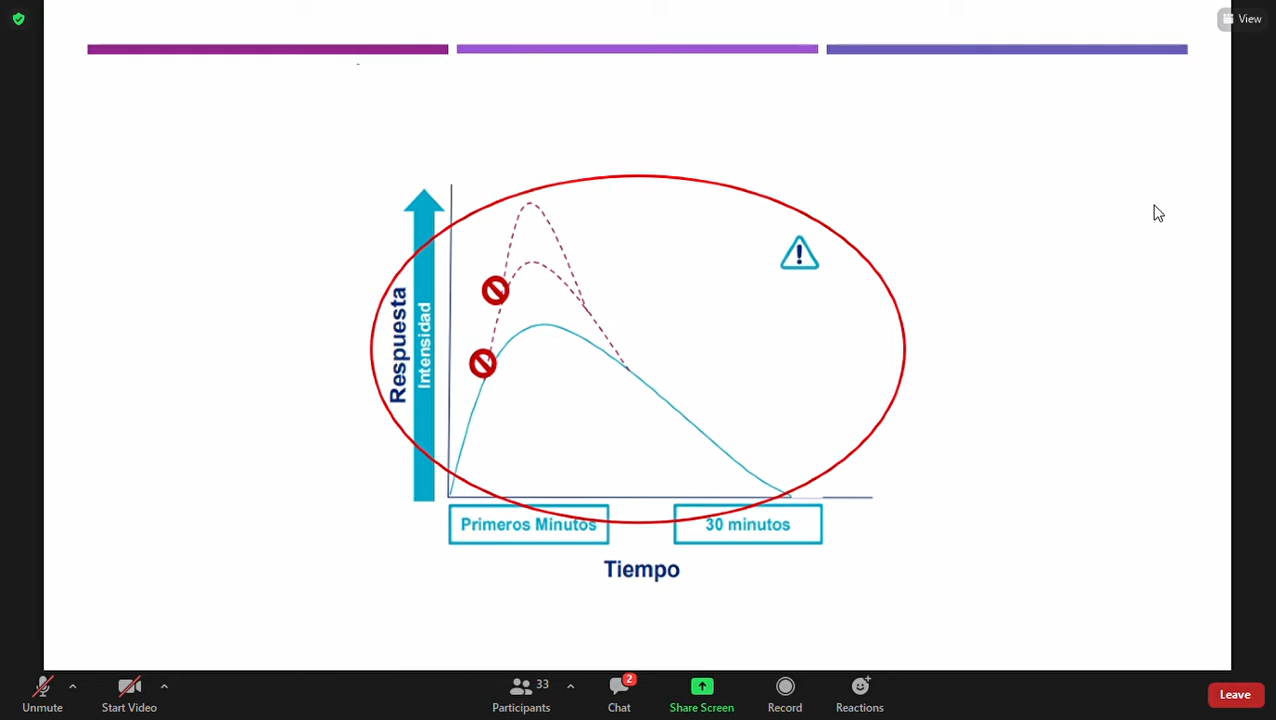 View
Respuesta
Intensidad
Primeros Minutos
30 minutos
Tiempo
Unmute
Start Video
33
Participants
2
Chat
Share Screen
Record
Reactions
Leave